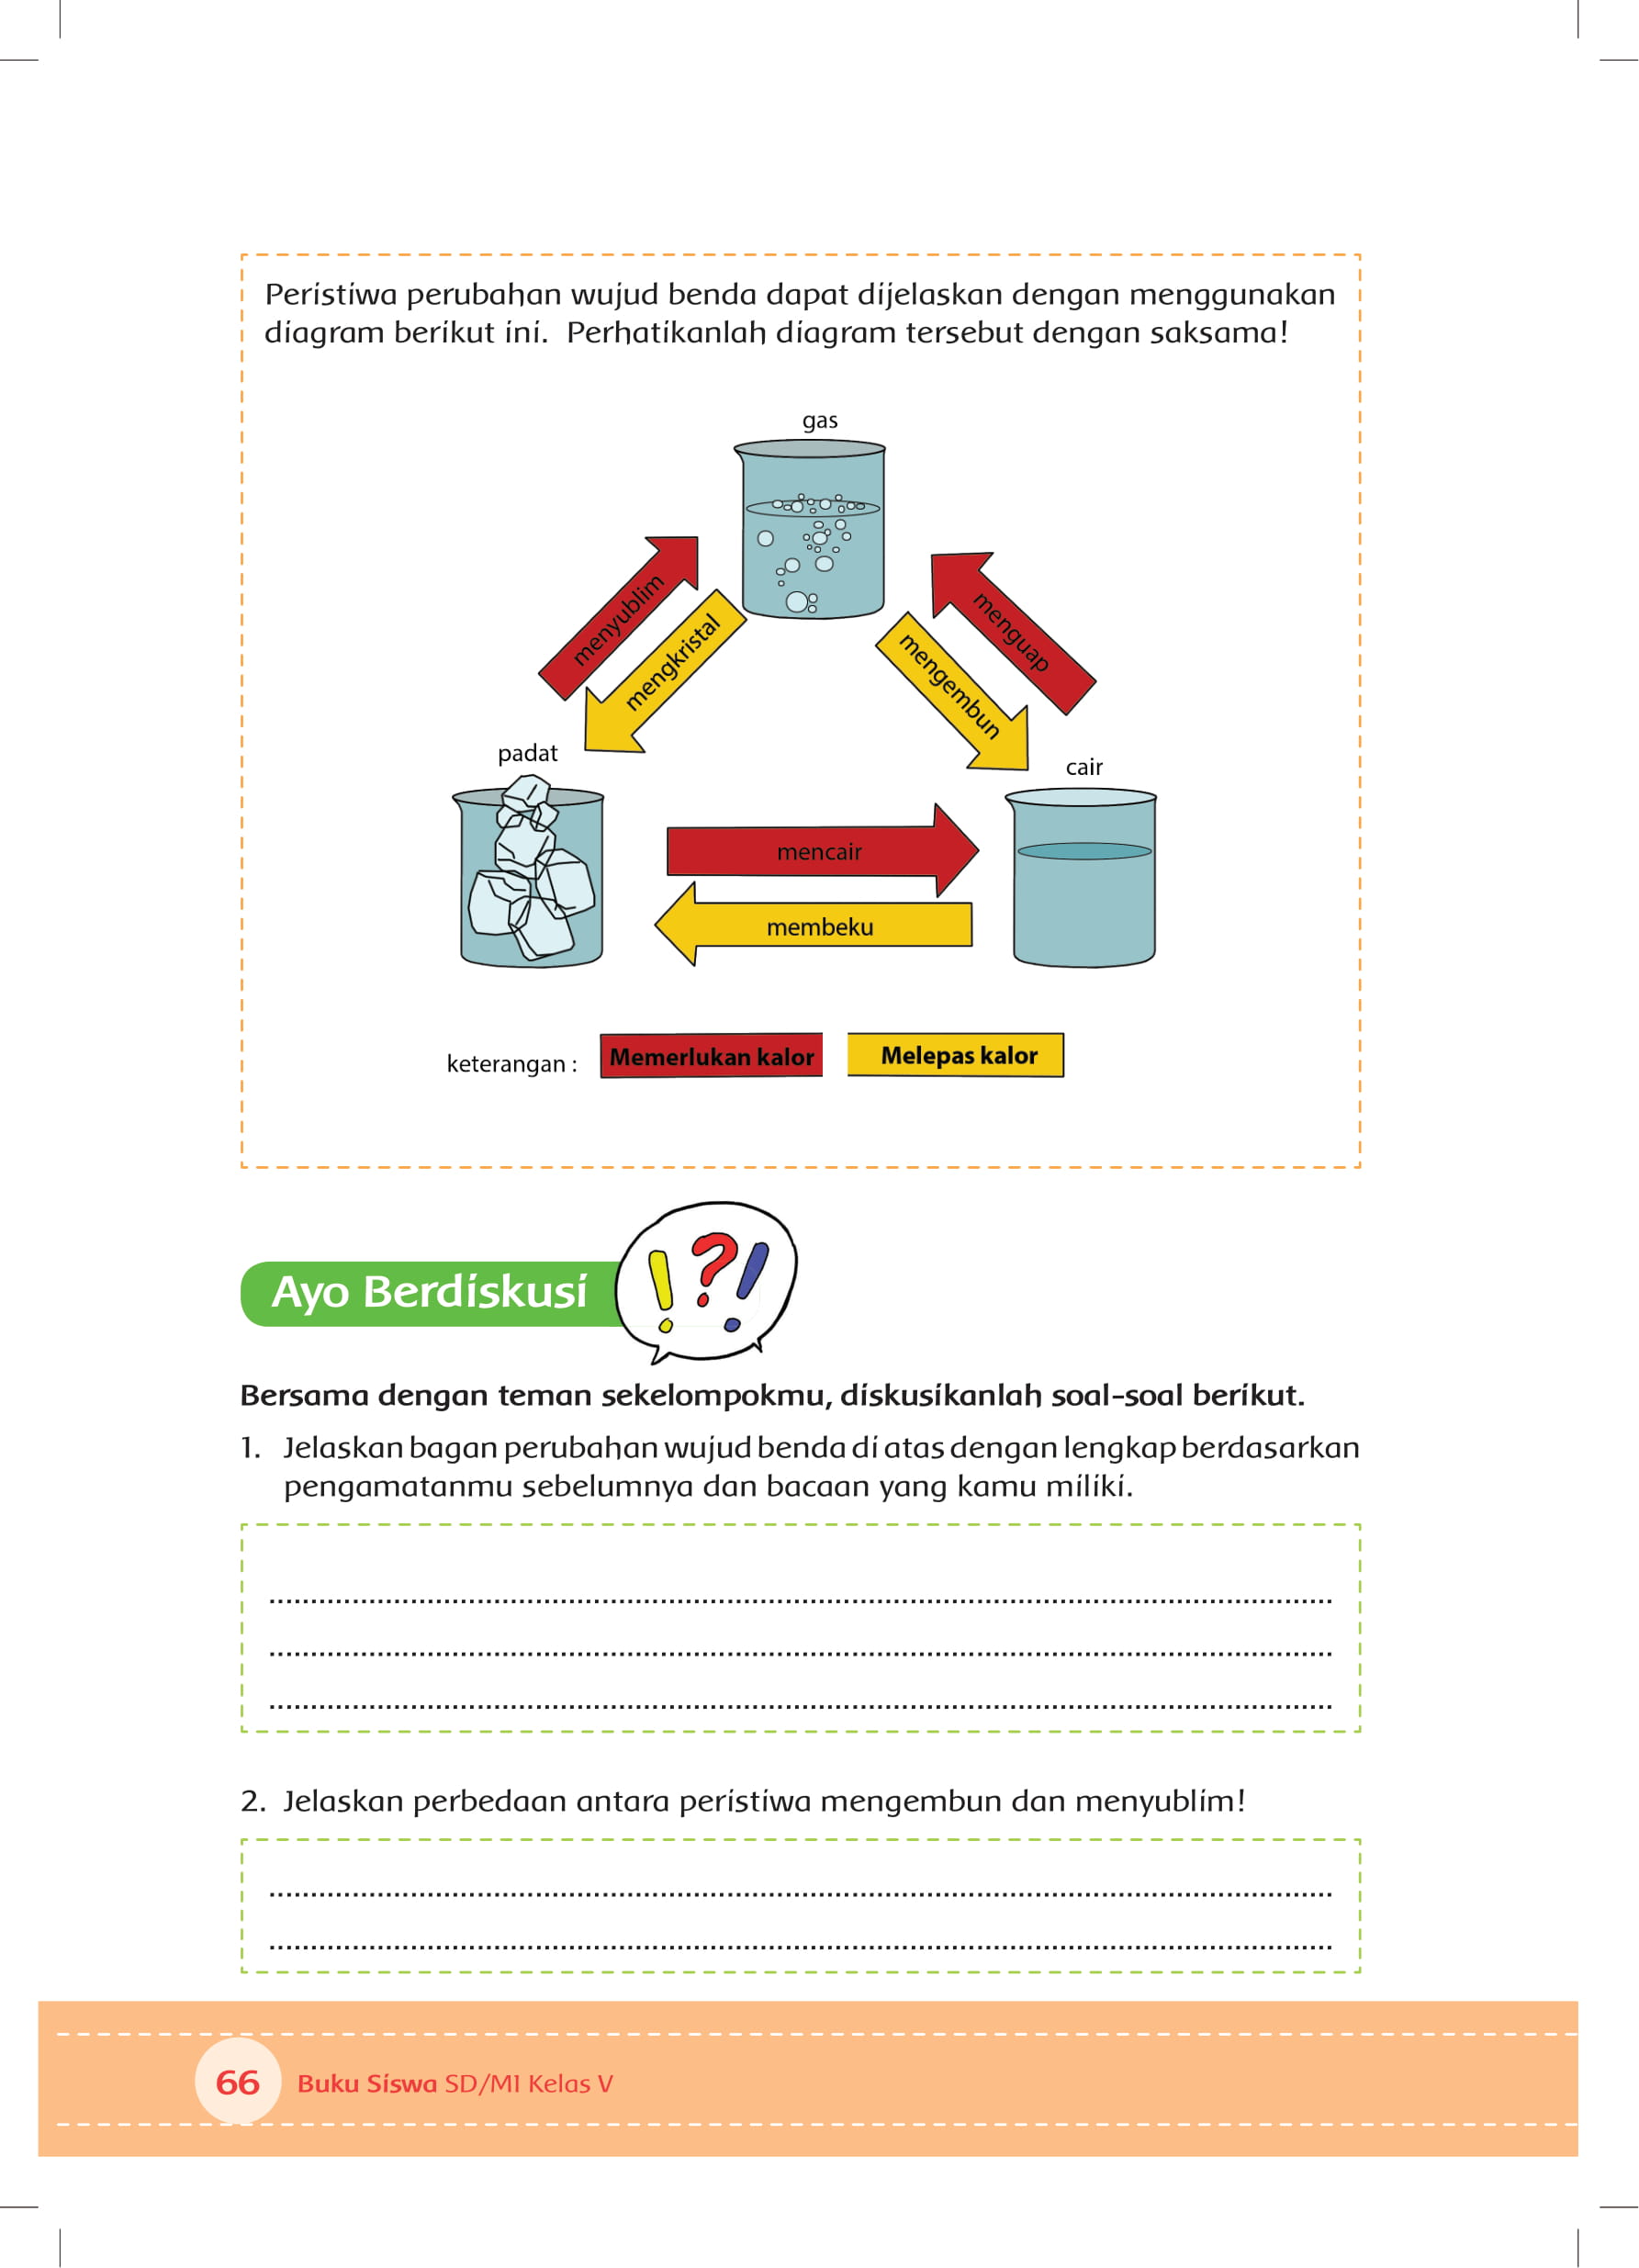 Peristiwa perubahan wujud benda dapat dijelaskan dengan menggunakan
diagram berikut ini. Perhatikanlah diagram tersebut dengan saksama!
gas
menyublim
mengkristal
menguap
mengembun
padat
cair
mencair
membeku
keterangan :
Memerlukan kalor
Melepas kalor
Ayo Berdiskusi
!?!
Bersama dengan teman sekelompokmu, diskusikanlah soal-soal berikut.
1. Jelaskan bagan perubahan wujud benda di atas dengan lengkap berdasarkan
pengamatanmu sebelumnya dan bacaan yang kamu miliki.
2. Jelaskan perbedaan antara peristiwa mengembun dan menyublim!
66
Buku Siswa SD/MI Kelas V